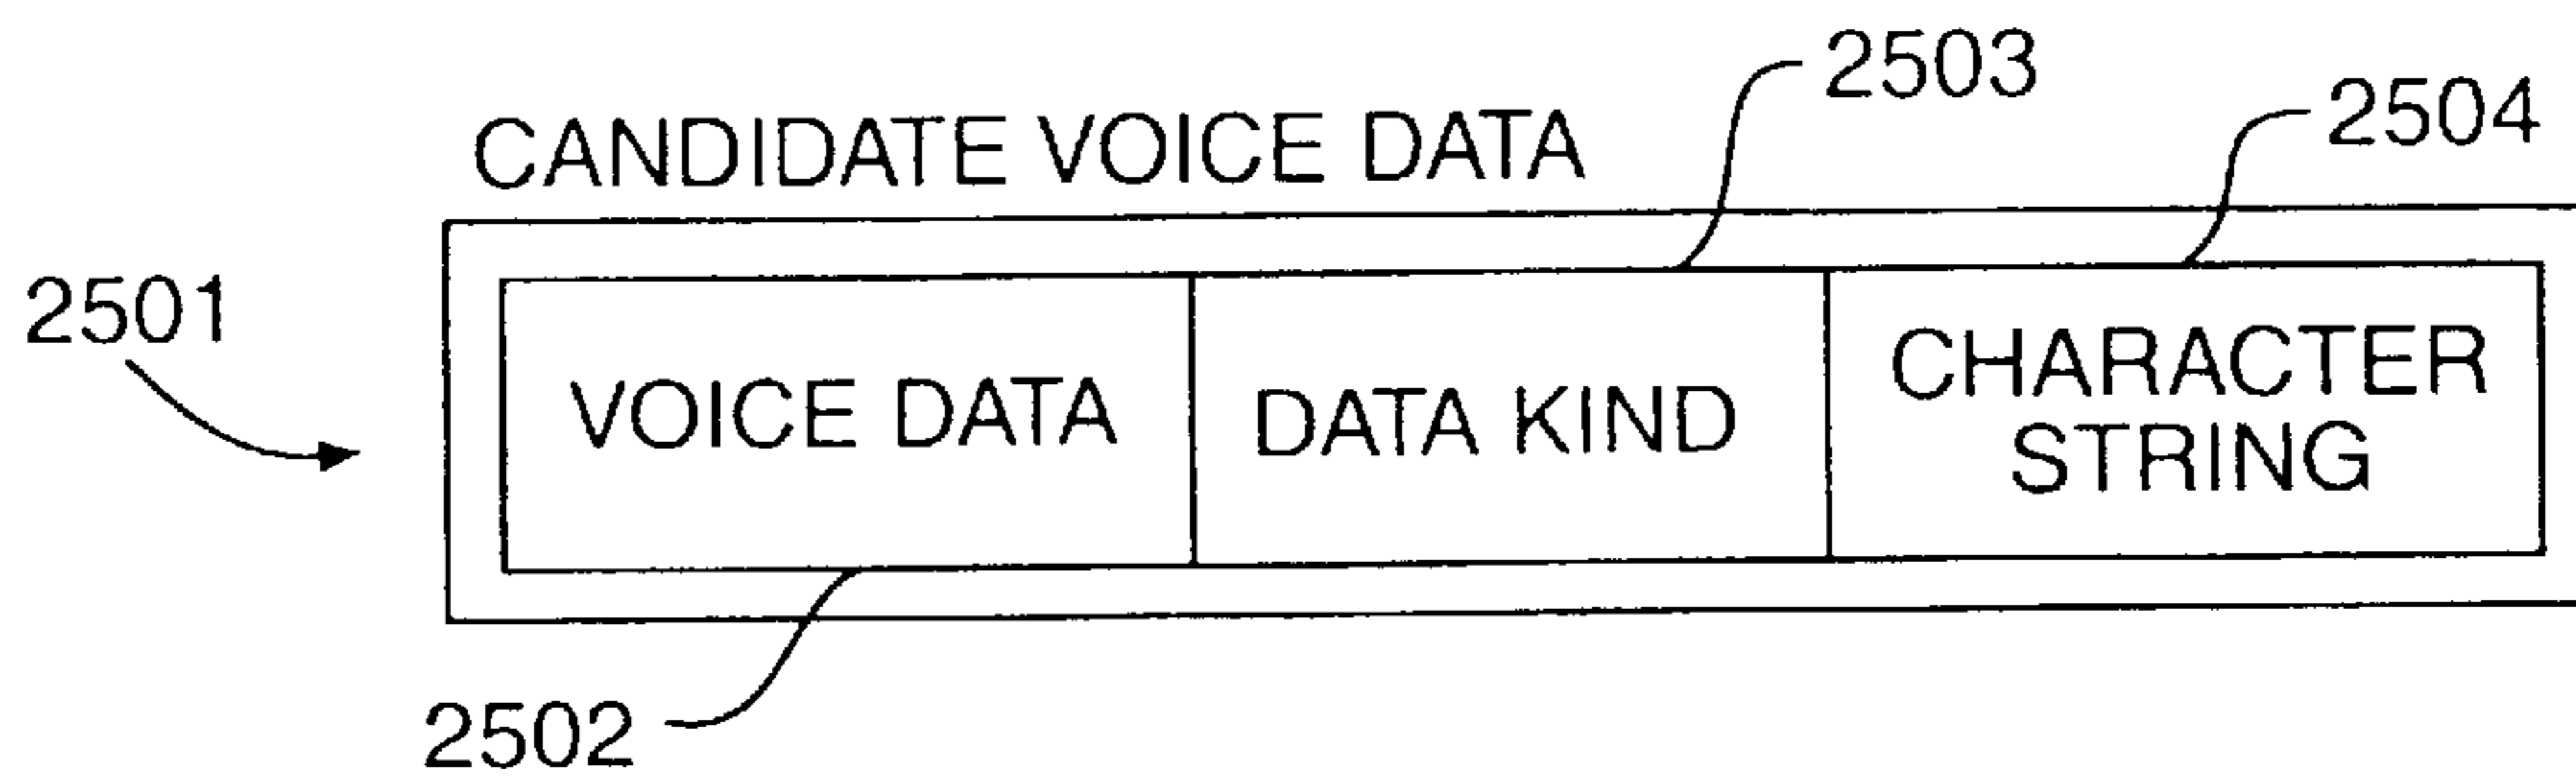 2503
2504
CANDIDATE VOICE DATA
2501
VOICE DATA
DATA KIND
CHARACTER
STRING
2502